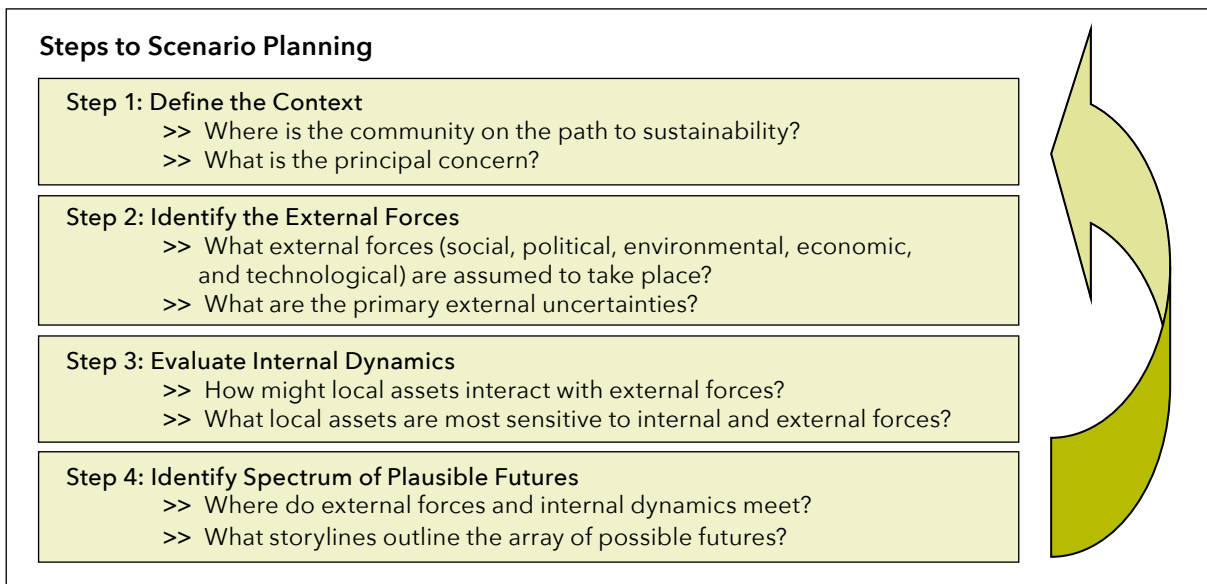 Steps to Scenario Planning
Step 1: Define the Context
>> Where is the community on the path to sustainability?
>> What is the principal concern?
Step 2: Identify the External Forces
>> What external forces (social, political, environmental, economic,
and technological) are assumed to take place?
>> What are the primary external uncertainties?
Step 3: Evaluate Internal Dynamics
>> How might local assets interact with external forces?
>> What local assets are most sensitive to internal and external forces?
Step 4: Identify Spectrum of Plausible Futures
>> Where do external forces and internal dynamics meet?
>> What storylines outline the array of possible futures?